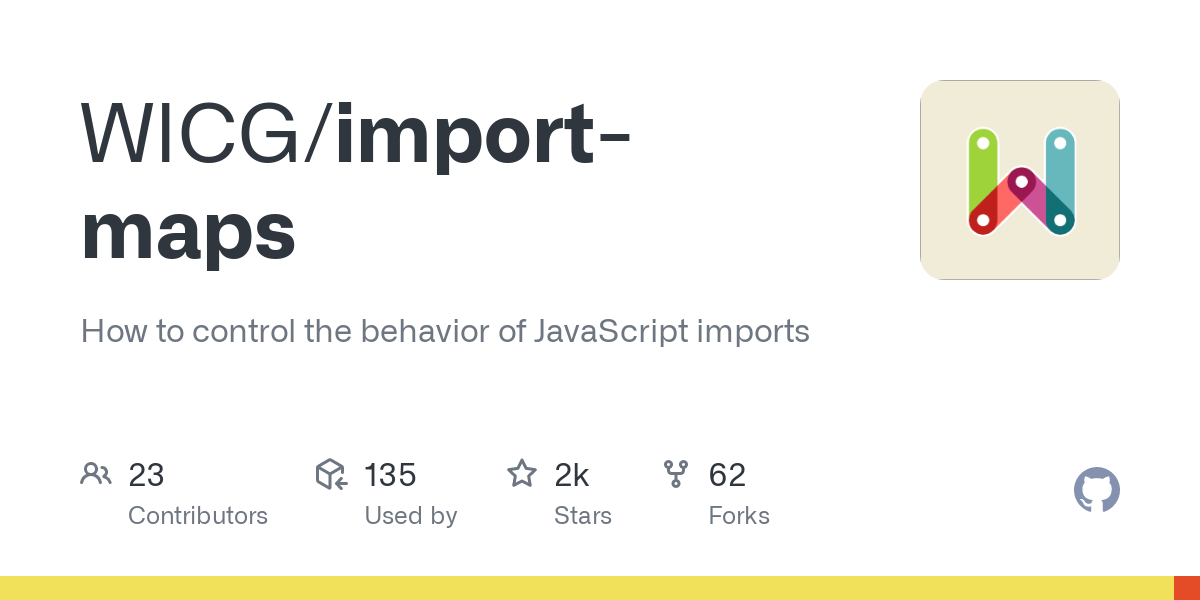 WICG/import-
maps
How to control the behavior of JavaScript imports
23 135 2k 62
Contributors Used by Stars Forks